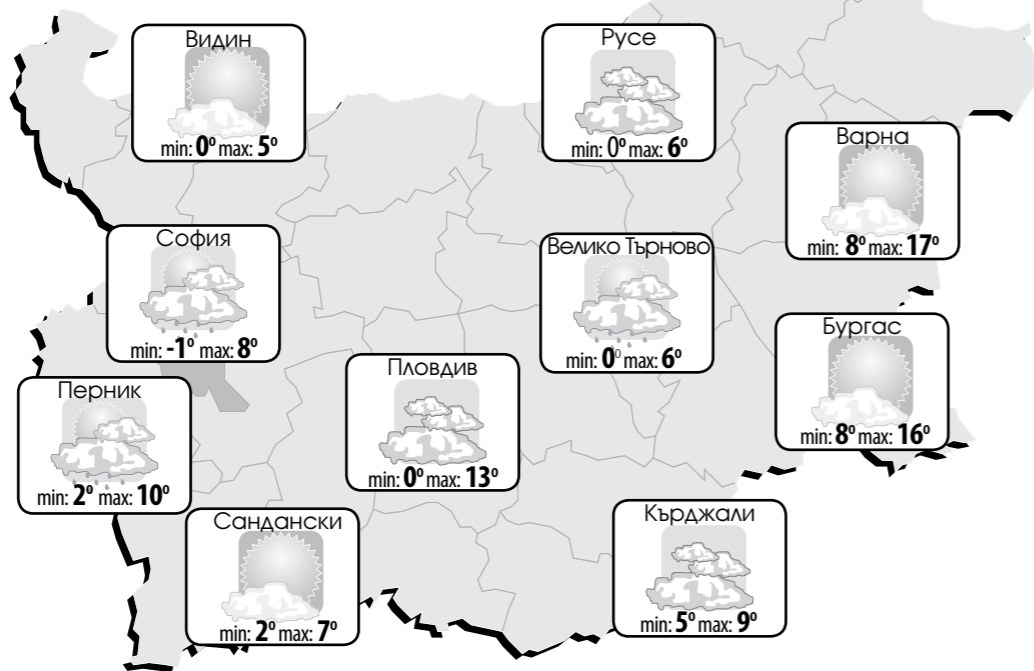 Видин
min: 0° max: 5°
Русе
min: 0° max: 6°
Варна
min: 8° max: 17°
София
min: -1° max: 8°
Велико Търново
min: 0° max: 6°
Бургас
min: 8° max: 16°
Пловдив
min: 0° max: 13°
Перник
min: 2° max: 10°
Сандански
min: 2° max: 7°
Кърджали
min: 5° max: 9°